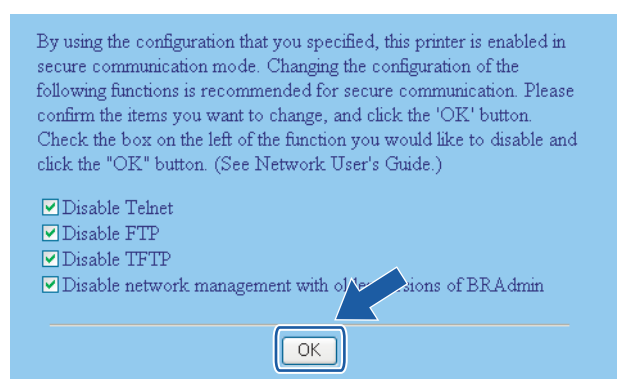 By using the configuration that you specified, this printer is enabled in
secure communication mode. Changing the configuration of the
following functions is recommended for secure communication. Please
confirm the items you want to change, and click the 'OK' button.
Check the box on the left of the function you would like to disable and
click the "OK" button. (See Network User's Guide.)
Disable Telnet
Disable FTP
Disable TFTP
Disable network management with older versions of BRAdmin
OK